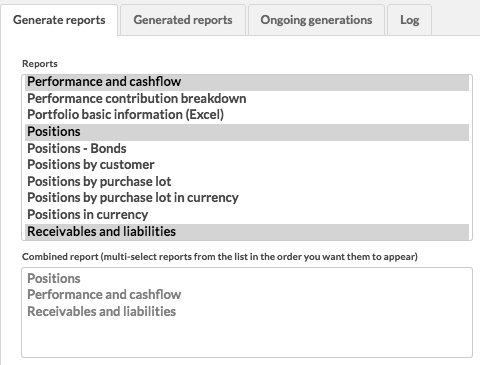 Generate reports
Generated reports
Ongoing generations
Log
Reports
Performance and cashflow
Performance contribution breakdown
Portfolio basic information (Excel)
Positions
Positions - Bonds
Positions by customer
Positions by purchase lot
Positions by purchase lot in currency
Positions in currency
Receivables and liabilities
Combined report (multi-select reports from the list in the order you want them to appear)
Positions
Performance and cashflow
Receivables and liabilities